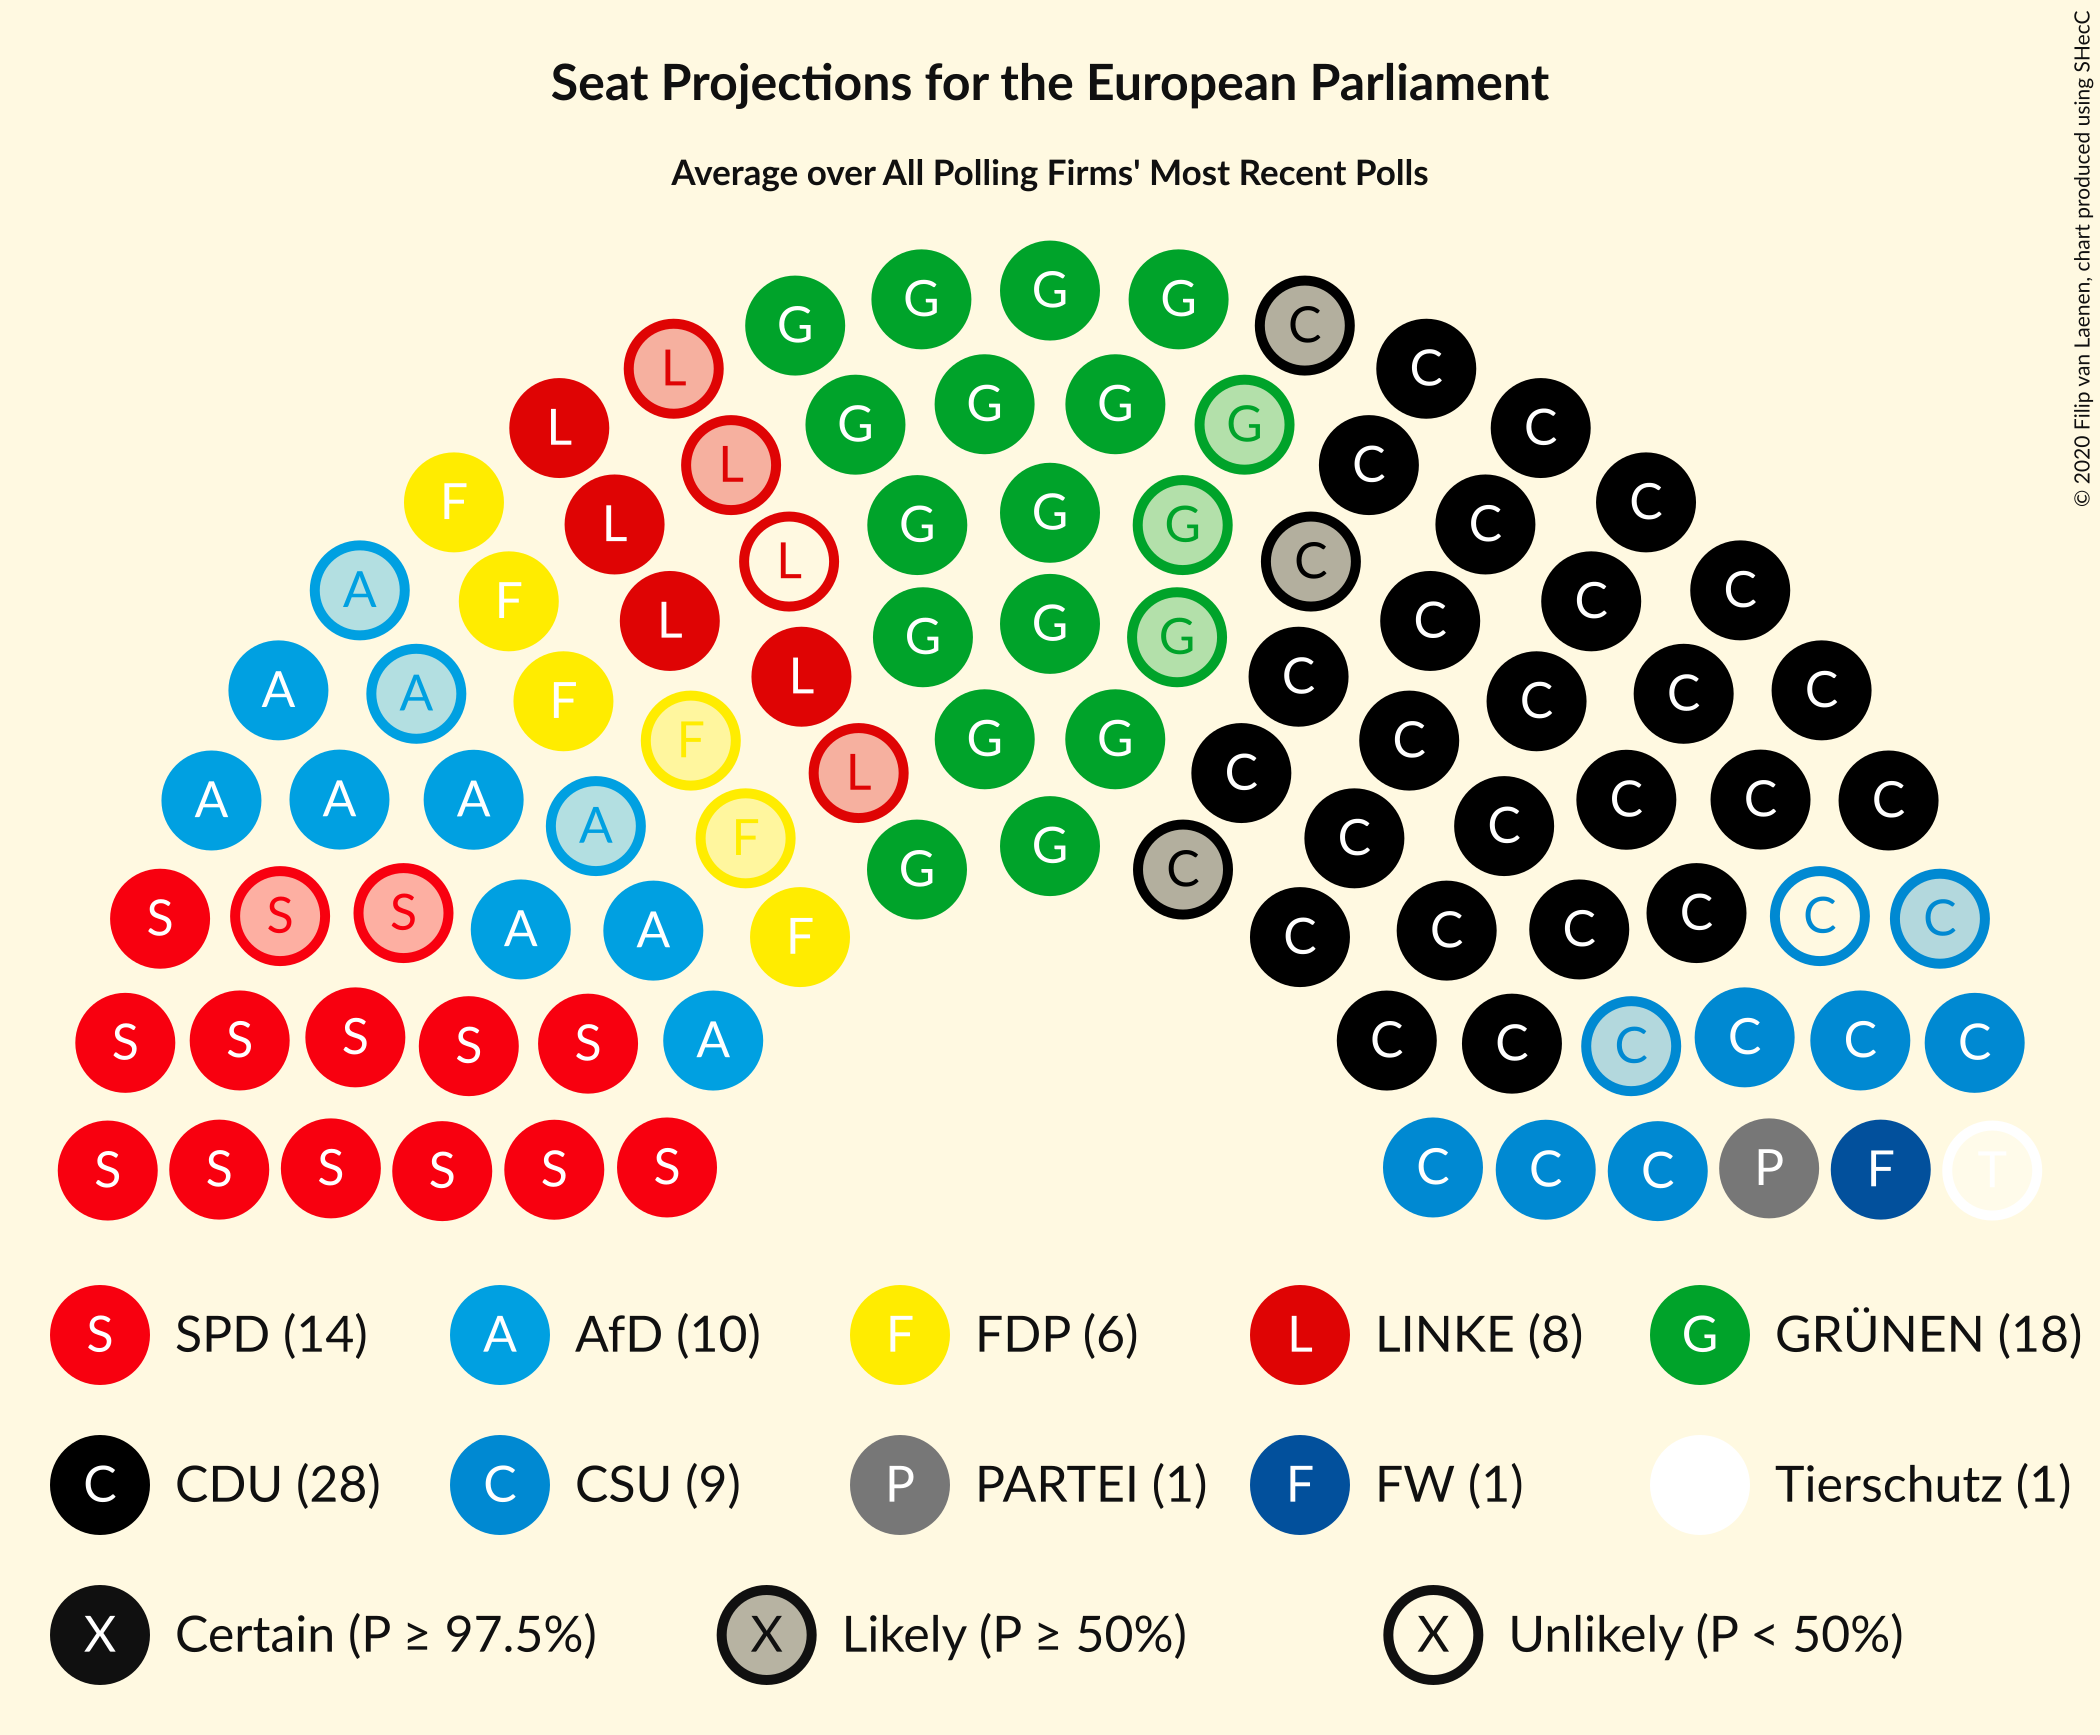 Seat Projections for the European Parliament
Average over All Polling Firms' Most Recent Polls
© 2020 Filip van Laenen, chart produced using SHecC
G G G G C
L C
G G G G
L C
L C
F C
G G G
L C
A F C
L C
G G G
L C
A C
A F C
L C
G G
F C
A A A C C C
L C
A F C
G G C
S S S A A F C C C C C C
S S S S S A C C C C C C
S S S S S S C C C P F T
S SPD (14) A AfD (10) F FDP (6) L LINKE (8) G GRÜNEN (18)
C CDU (28) C CSU (9) P PARTEI (1) F FW (1) Tierschutz (1)
X Certain (P ≥ 97.5%) X Likely (P ≥ 50%) X Unlikely (P < 50%)